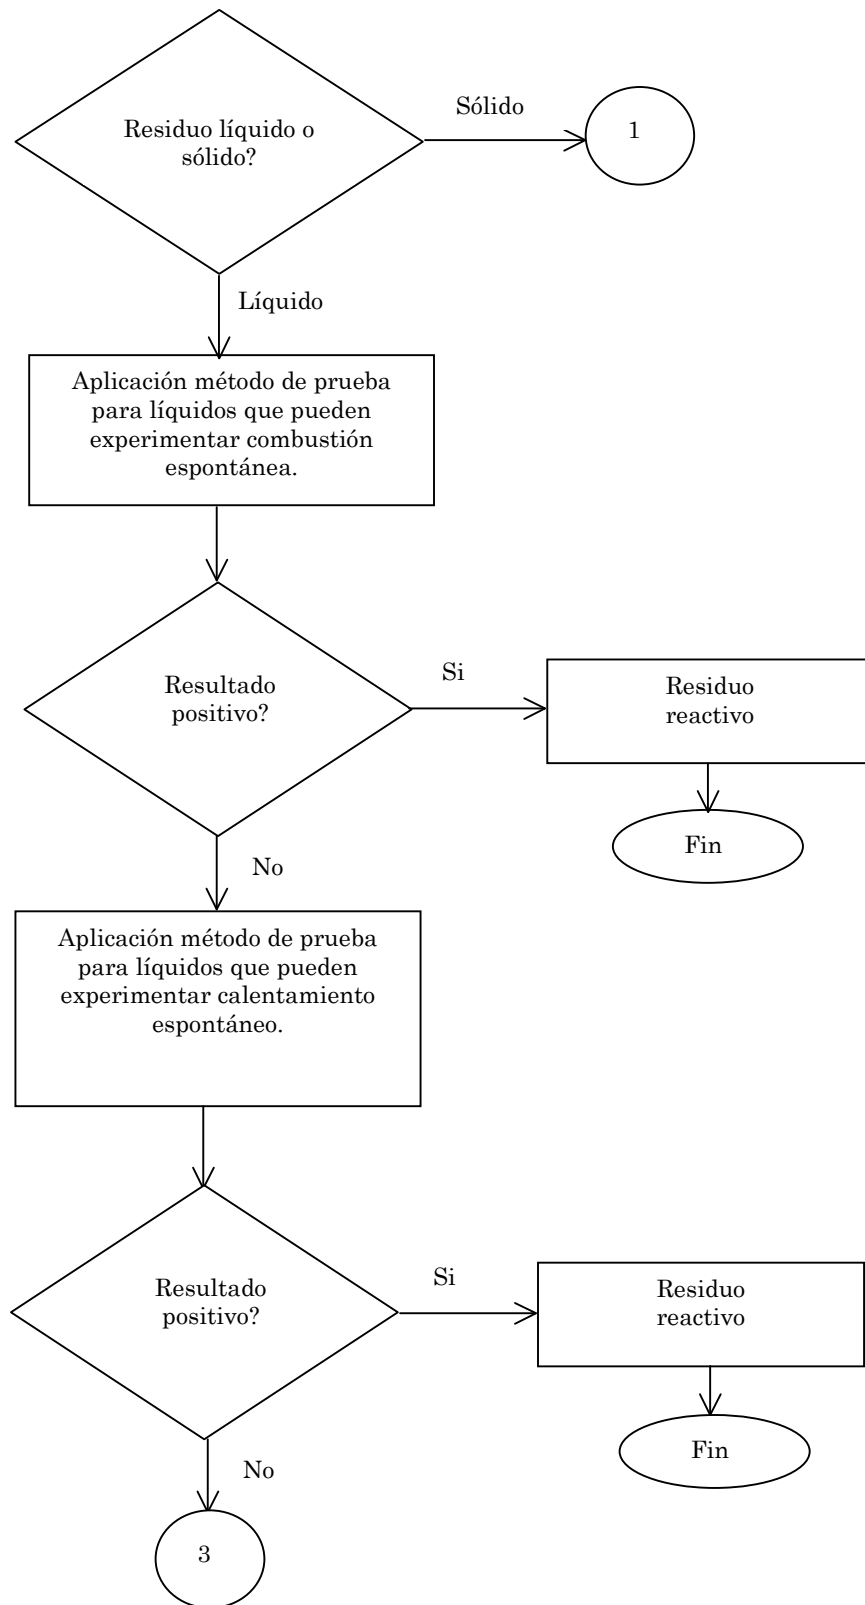 Residuo líquido o
sólido?
Sólido
1
Líquido
Aplicación método de prueba
para líquidos que pueden
experimentar combustión
espontánea.
Resultado
positivo?
Si
Residuo
reactivo
Fin
No
Aplicación método de prueba
para líquidos que pueden
experimentar calentamiento
espontáneo.
Resultado
positivo?
Si
Residuo
reactivo
Fin
No
3